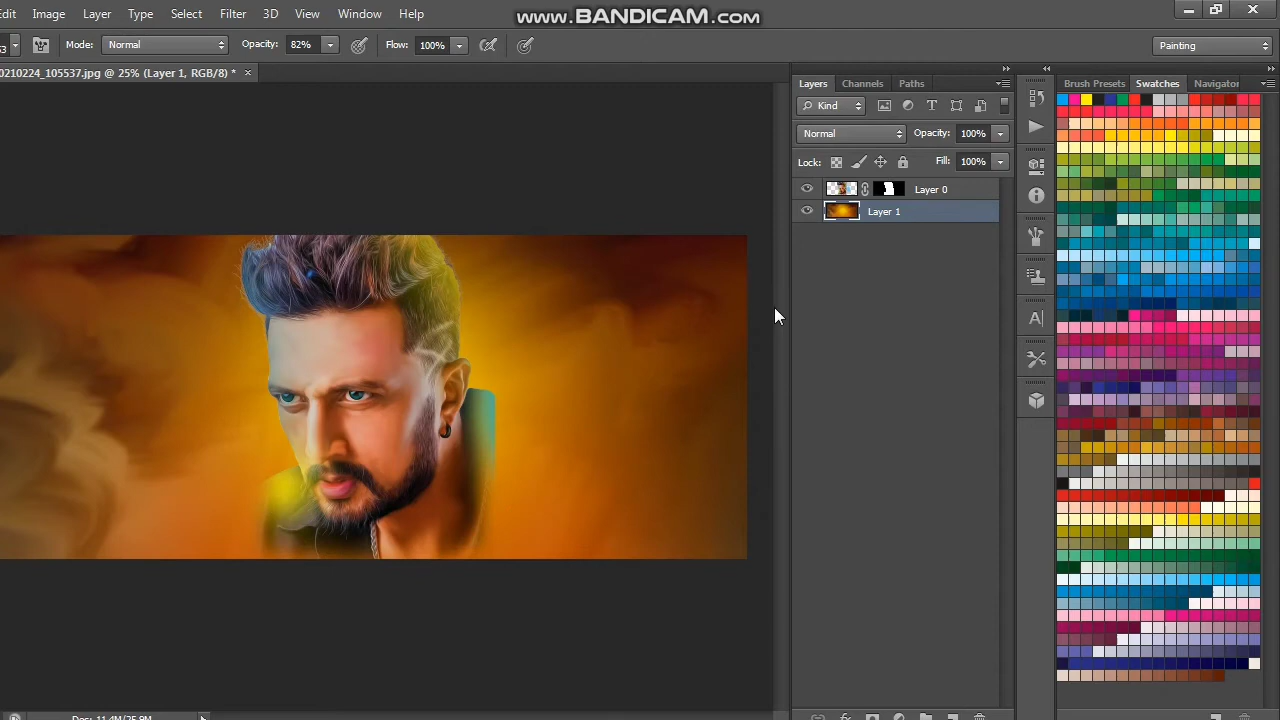 www.BANDICAM.com
Edit Image Layer Type Select Filter 3D View Window Help
Mode: Normal Opacity: 82% Flow: 100% Painting
0210224_105537.jpg @ 25% (Layer 1, RGB/8) *
Layers Channels Paths
Brush Presets Swatches Navigator
Kind
Normal Opacity: 100%
Lock: Fill: 100%
Layer 0
Layer 1
Doc: 11.4M/25.9M